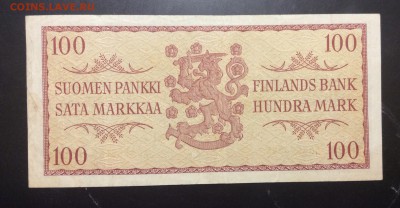 100 100
SUOMEN PANKKI FINLANDS BANK
SATA MARKKAA HUNDRA MARK
100 100
coins.lave.ru